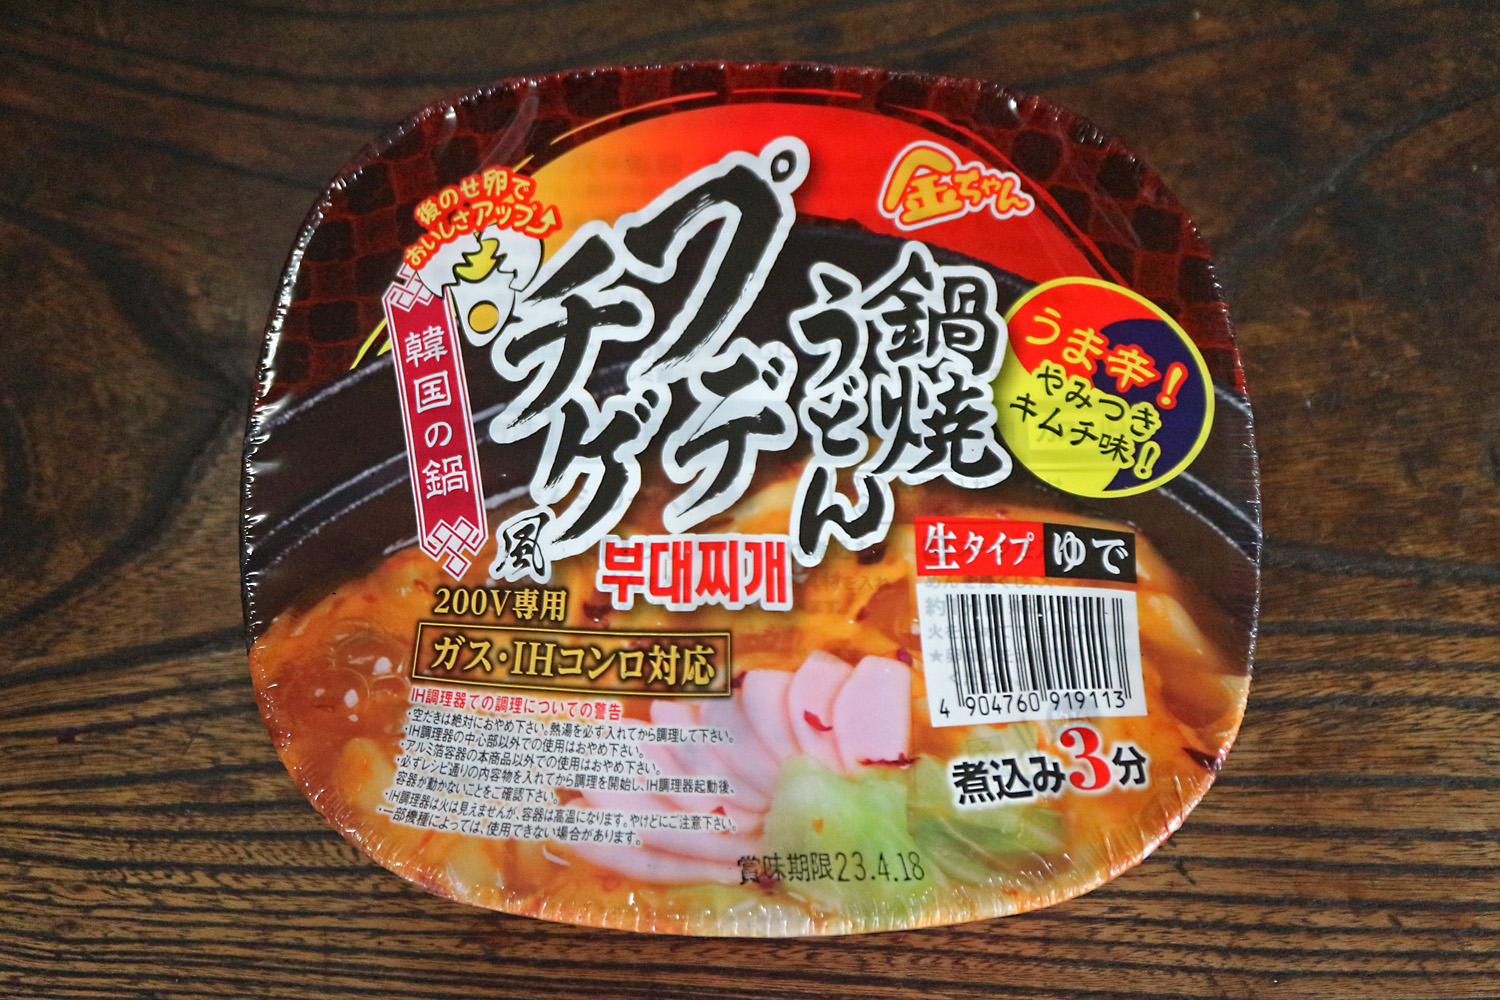 金ちゃん
後のせ卵で
おいしさアップ
韓国の鍋
鍋焼
うどん
プデ
チゲ
風
부대찌개
うま辛!
やみつき
キムチ味!
生タイプ ゆで
200V専用
ガス・IHコンロ対応
IH調理器での調理についての警告
・空だきは絶対におやめ下さい。熱湯を必ず入れてから調理して下さい。
・IH調理器の中心部以外での使用はおやめ下さい。
・アルミ箔容器の本商品以外での使用はおやめ下さい。
・必ずレシピ通りの内容物を入れてから調理を開始し、IH調理器起動後、
容器が動かないことをご確認下さい。
・IH調理器は火は見えませんが、容器は高温になります。やけどにご注意下さい。
・一部機種によっては、使用できない場合があります。
4 904760 919113
煮込み3分
賞味期限23.4.18